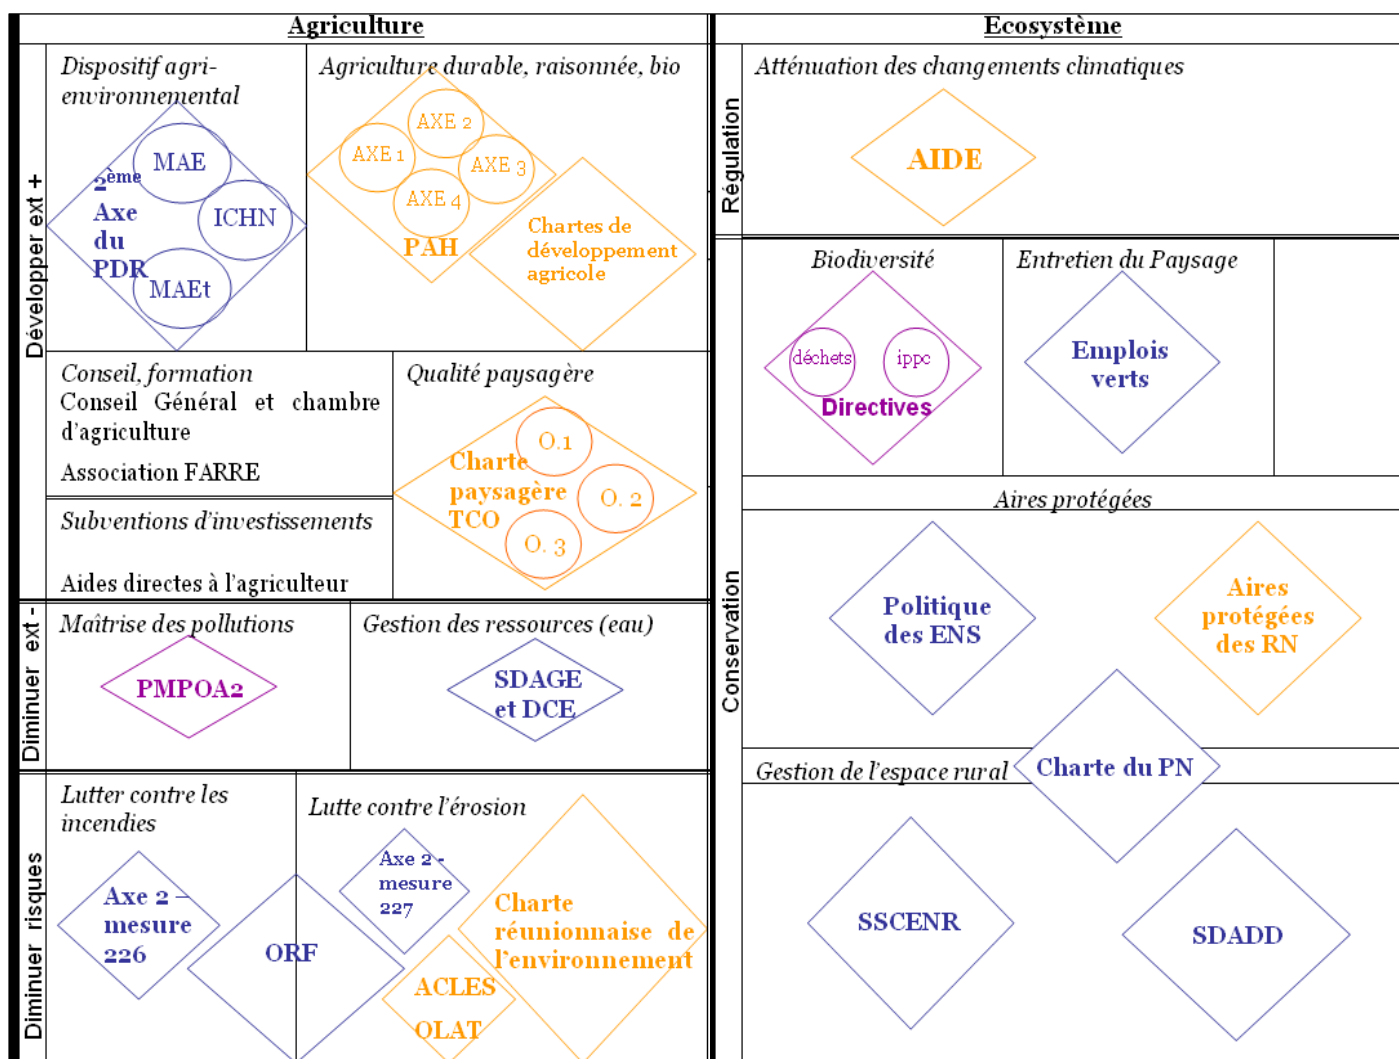 Agriculture
Ecosystème
Développer ext +
Dispositif agri-
environnemental
MAE
2ème
Axe
du
PDR
ICHN
MAEt
Agriculture durable, raisonnée, bio
AXE 2
AXE 1
AXE 3
AXE 4
PAH
Chartes de
développement
agricole
Conseil, formation
Conseil Général et chambre
d'agriculture
Association FARRE
Qualité paysagère
O.1
Charte
paysagère
TCO
O. 2
O. 3
Subventions d'investissements
Aides directes à l'agriculteur
Diminuer ext -
Maîtrise des pollutions
PMPOA2
Gestion des ressources (eau)
SDAGE
et DCE
Diminuer risques
Lutter contre les
incendies
Axe 2 –
mesure
226
ORF
Lutte contre l'érosion
Axe 2 -
mesure
227
Charte
réunionnaise de
l'environnement
ACLES
OLAT
Régulation
Atténuation des changements climatiques
AIDE
Conservation
Biodiversité
déchets
ippc
Directives
Entretien du Paysage
Emplois
verts
Aires protégées
Politique
des ENS
Aires
protégées
des RN
Charte du PN
Gestion de l'espace rural
SSCENR
SDADD